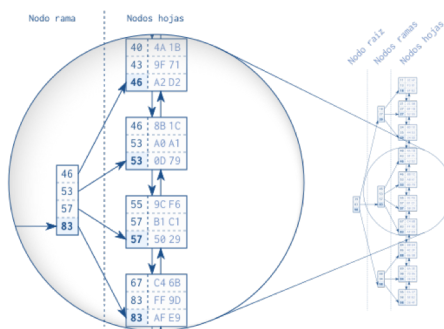 Nodo rama
Nodos hojas
40 4A 1B
43 9F 71
46 A2 D2
46 8B 1C
53 A0 A1
53 0D 79
55 9C F6
57 B1 C1
57 50 29
67 C4 6B
83 FF 9D
83 AF E9
46
53
57
83
Nodo raíz
Nodos ramas
Nodos hojas